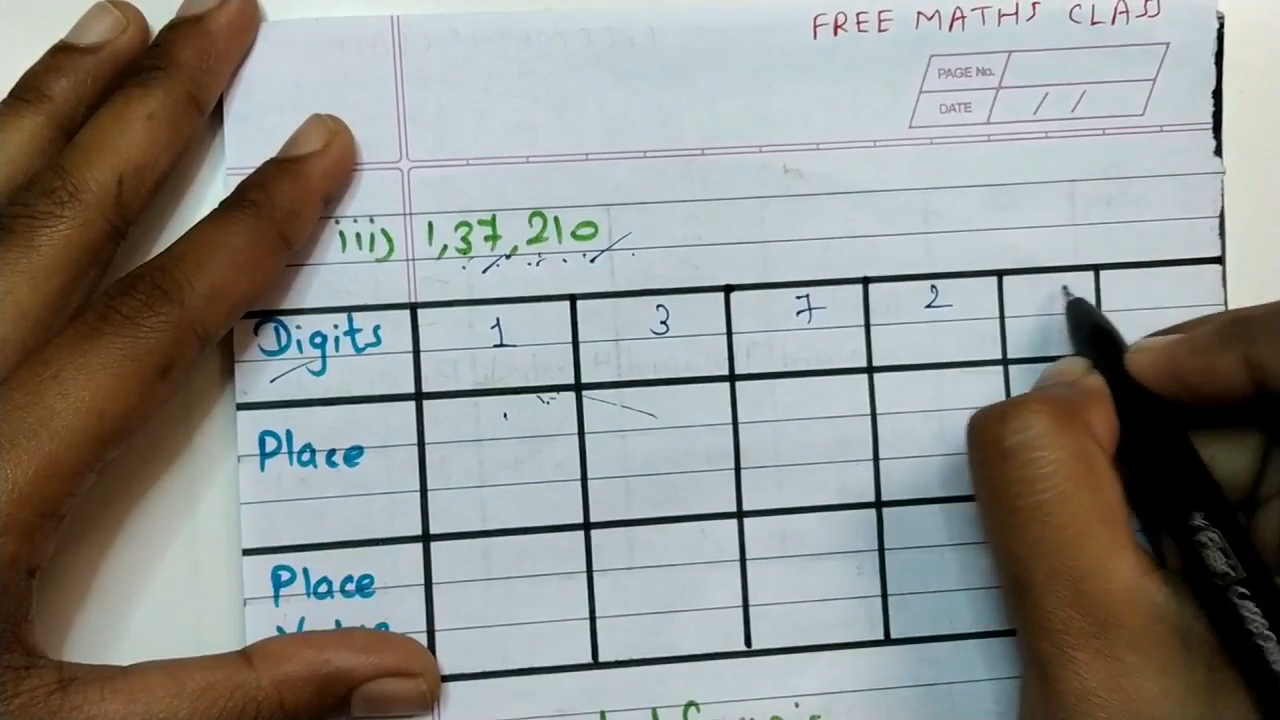 FREE MATHS CLASS
PAGE No.
DATE / /
iii) 1,37,210
Digits 1 3 7 2
Place
Place